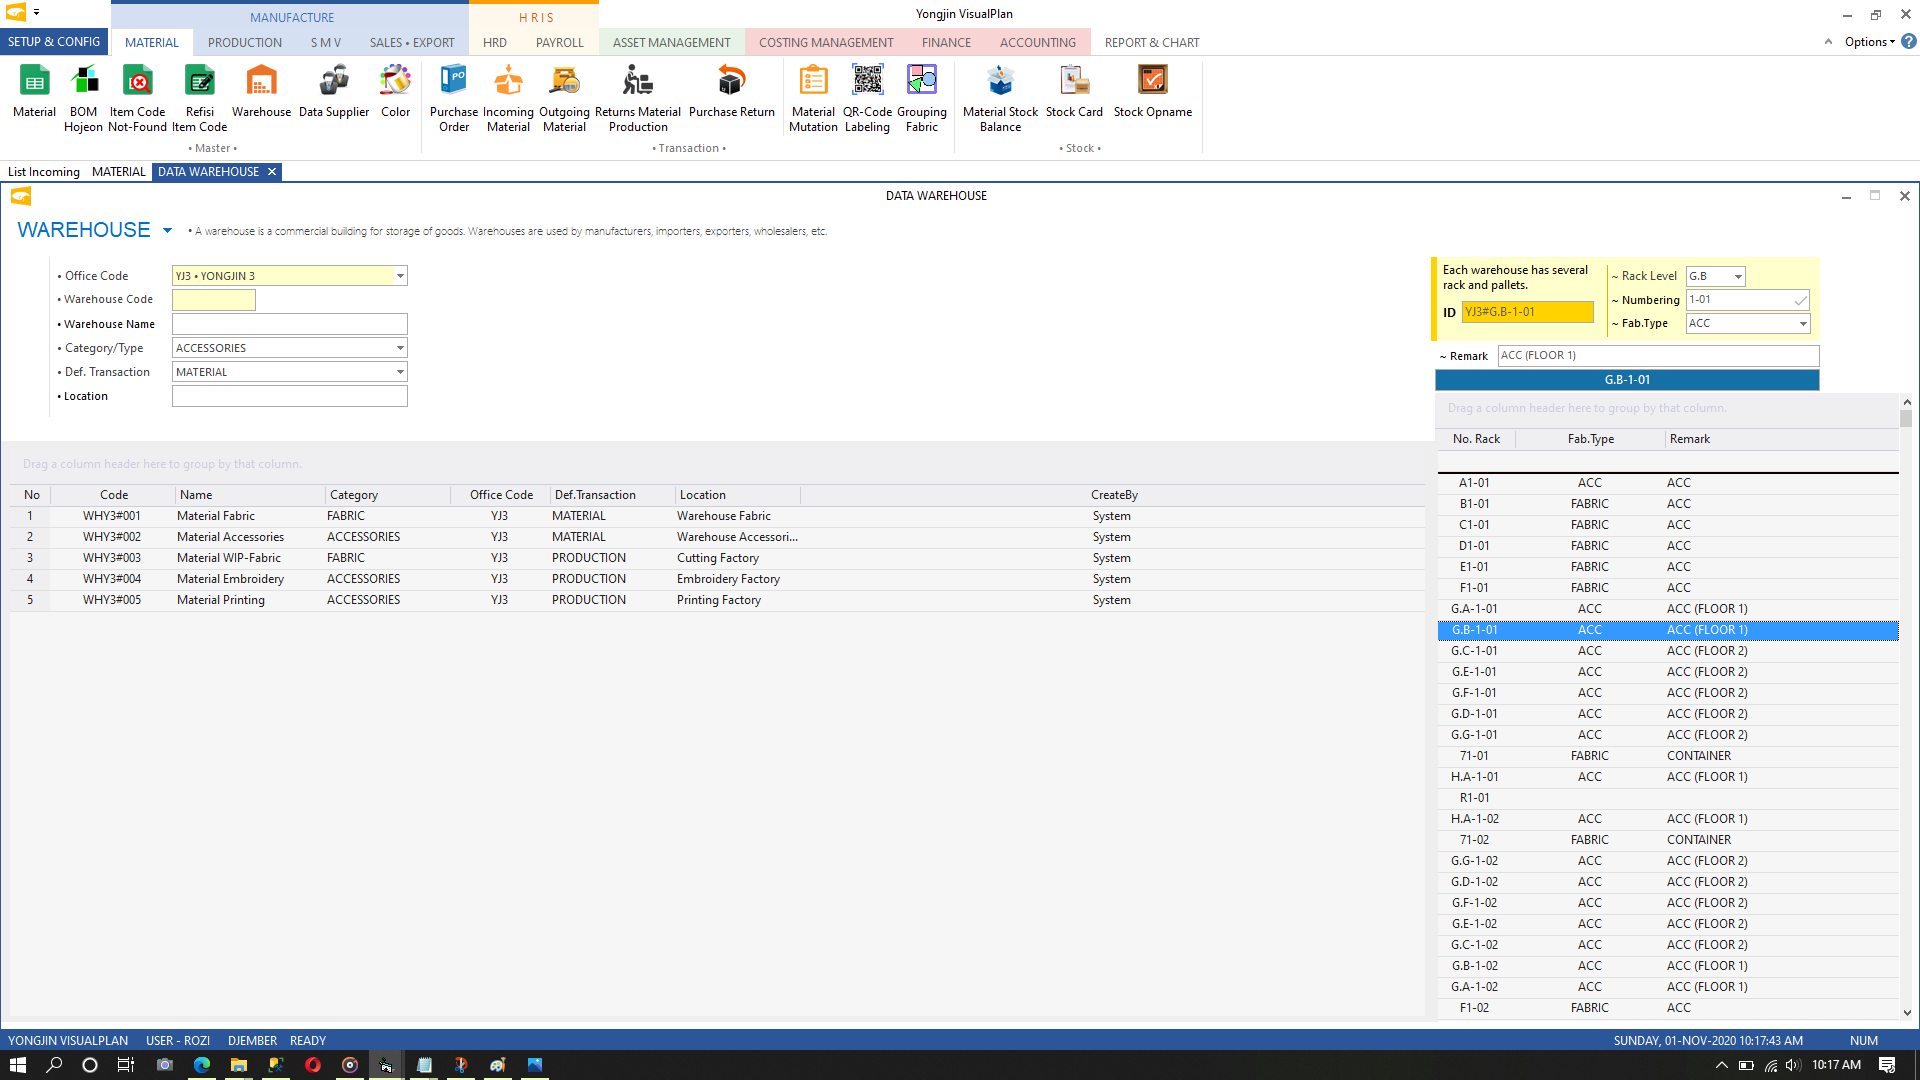 Yongjin VisualPlan
MANUFACTURE
H R I S
SETUP & CONFIG
MATERIAL
PRODUCTION
S M V
SALES • EXPORT
HRD
PAYROLL
ASSET MANAGEMENT
COSTING MANAGEMENT
FINANCE
ACCOUNTING
REPORT & CHART
Options
Material
BOM Hojeon
Item Code Not-Found
Refisi Item Code
Warehouse
Data Supplier
Color
• Master •
Purchase Order
Incoming Material
Outgoing Material
Returns Material Production
Purchase Return
Material Mutation
QR-Code Labeling
Grouping Fabric
• Transaction •
Material Stock Balance
Stock Card
Stock Opname
• Stock •
List Incoming
MATERIAL
DATA WAREHOUSE
DATA WAREHOUSE
WAREHOUSE
• A warehouse is a commercial building for storage of goods. Warehouses are used by manufacturers, importers, exporters, wholesalers, etc.
• Office Code YJ3 • YONGJIN 3
• Warehouse Code
• Warehouse Name
• Category/Type ACCESSORIES
• Def. Transaction MATERIAL
• Location
Each warehouse has several
rack and pallets.
ID YJ3#G.B-1-01
~ Rack Level G.B
~ Numbering 1-01
~ Fab.Type ACC
~ Remark ACC (FLOOR 1)
G.B-1-01
Drag a column header here to group by that column.
No Code Name Category Office Code Def.Transaction Location CreateBy
1 WHY3#001 Material Fabric FABRIC YJ3 MATERIAL Warehouse Fabric System
2 WHY3#002 Material Accessories ACCESSORIES YJ3 MATERIAL Warehouse Accessori... System
3 WHY3#003 Material WIP-Fabric FABRIC YJ3 PRODUCTION Cutting Factory System
4 WHY3#004 Material Embroidery ACCESSORIES YJ3 PRODUCTION Embroidery Factory System
5 WHY3#005 Material Printing ACCESSORIES YJ3 PRODUCTION Printing Factory System
Drag a column header here to group by that column.
No. Rack Fab.Type Remark
A1-01 ACC ACC
B1-01 FABRIC ACC
C1-01 FABRIC ACC
D1-01 FABRIC ACC
E1-01 FABRIC ACC
F1-01 FABRIC ACC
G.A-1-01 ACC ACC (FLOOR 1)
G.B-1-01 ACC ACC (FLOOR 1)
G.C-1-01 ACC ACC (FLOOR 2)
G.E-1-01 ACC ACC (FLOOR 2)
G.F-1-01 ACC ACC (FLOOR 2)
G.D-1-01 ACC ACC (FLOOR 2)
G.G-1-01 ACC ACC (FLOOR 2)
71-01 FABRIC CONTAINER
H.A-1-01 ACC ACC (FLOOR 1)
R1-01
H.A-1-02 ACC ACC (FLOOR 1)
71-02 FABRIC CONTAINER
G.G-1-02 ACC ACC (FLOOR 2)
G.D-1-02 ACC ACC (FLOOR 2)
G.F-1-02 ACC ACC (FLOOR 2)
G.E-1-02 ACC ACC (FLOOR 2)
G.C-1-02 ACC ACC (FLOOR 2)
G.B-1-02 ACC ACC (FLOOR 1)
G.A-1-02 ACC ACC (FLOOR 1)
F1-02 FABRIC ACC
YONGJIN VISUALPLAN USER - ROZI DJEMBER READY SUNDAY, 01-NOV-2020 10:17:43 AM NUM
10:17 AM